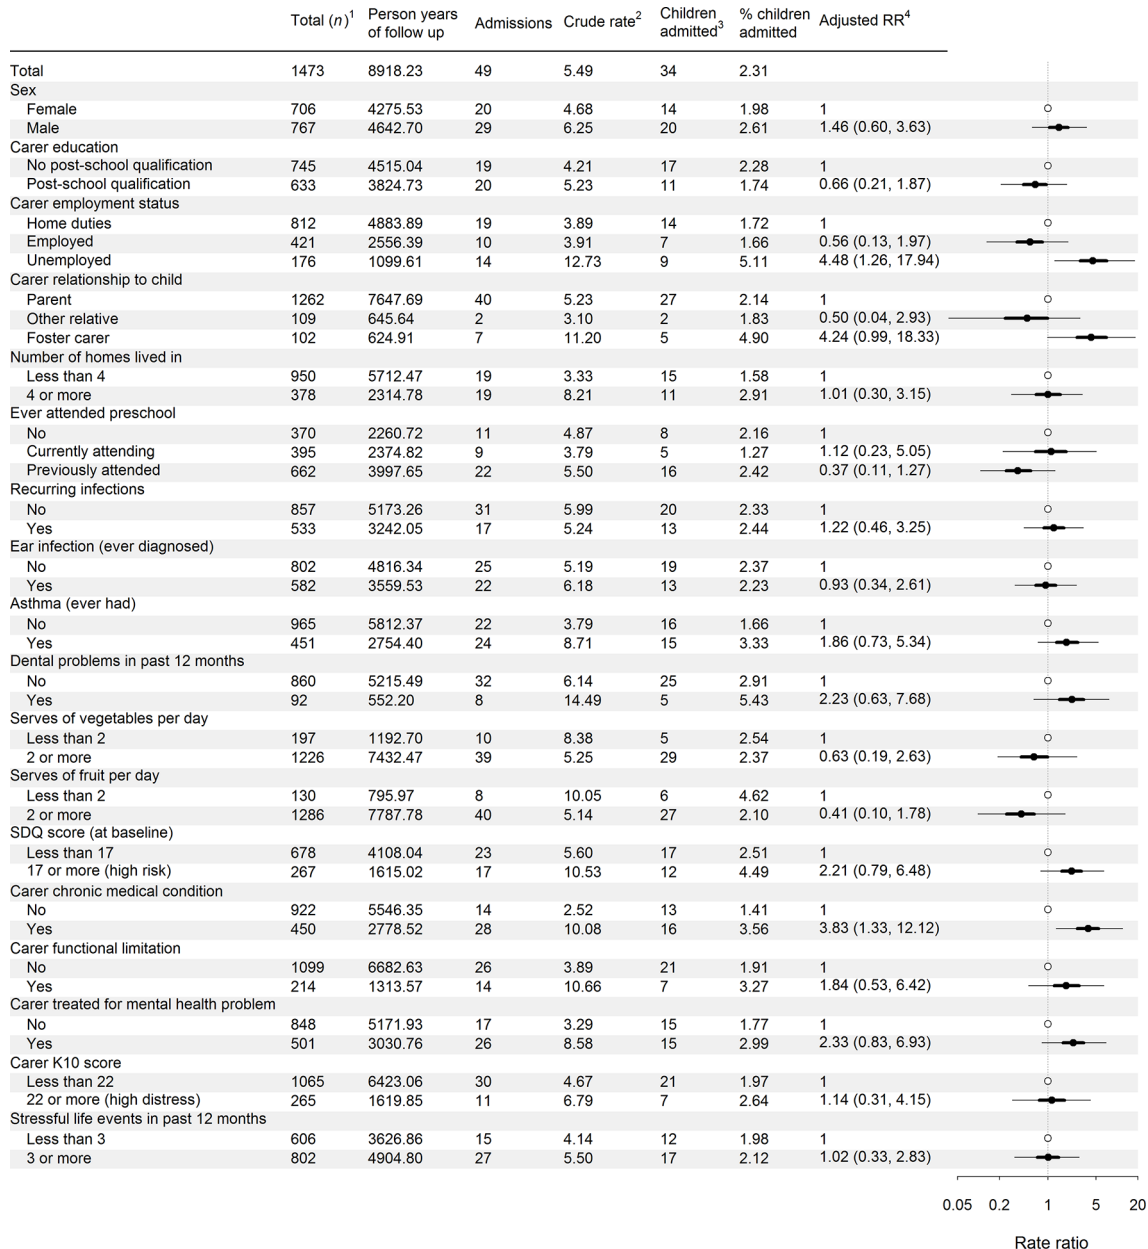 Total (n)¹ Person years of follow up Admissions Crude rate² Children admitted³ % children admitted Adjusted RR⁴
Total 1473 8918.23 49 5.49 34 2.31
Sex
Female 706 4275.53 20 4.68 14 1.98 1
Male 767 4642.70 29 6.25 20 2.61 1.46 (0.60, 3.63)
Carer education
No post-school qualification 745 4515.04 19 4.21 17 2.28 1
Post-school qualification 633 3824.73 20 5.23 11 1.74 0.66 (0.21, 1.87)
Carer employment status
Home duties 812 4883.89 19 3.89 14 1.72 1
Employed 421 2556.39 10 3.91 7 1.66 0.56 (0.13, 1.97)
Unemployed 176 1099.61 14 12.73 9 5.11 4.48 (1.26, 17.94)
Carer relationship to child
Parent 1262 7647.69 40 5.23 27 2.14 1
Other relative 109 645.64 2 3.10 2 1.83 0.50 (0.04, 2.93)
Foster carer 102 624.91 7 11.20 5 4.90 4.24 (0.99, 18.33)
Number of homes lived in
Less than 4 950 5712.47 19 3.33 15 1.58 1
4 or more 378 2314.78 19 8.21 11 2.91 1.01 (0.30, 3.15)
Ever attended preschool
No 370 2260.72 11 4.87 8 2.16 1
Currently attending 395 2374.82 9 3.79 5 1.27 1.12 (0.23, 5.05)
Previously attended 662 3997.65 22 5.50 16 2.42 0.37 (0.11, 1.27)
Recurring infections
No 857 5173.26 31 5.99 20 2.33 1
Yes 533 3242.05 17 5.24 13 2.44 1.22 (0.46, 3.25)
Ear infection (ever diagnosed)
No 802 4816.34 25 5.19 19 2.37 1
Yes 582 3559.53 22 6.18 13 2.23 0.93 (0.34, 2.61)
Asthma (ever had)
No 965 5812.37 22 3.79 16 1.66 1
Yes 451 2754.40 24 8.71 15 3.33 1.86 (0.73, 5.34)
Dental problems in past 12 months
No 860 5215.49 32 6.14 25 2.91 1
Yes 92 552.20 8 14.49 5 5.43 2.23 (0.63, 7.68)
Serves of vegetables per day
Less than 2 197 1192.70 10 8.38 5 2.54 1
2 or more 1226 7432.47 39 5.25 29 2.37 0.63 (0.19, 2.63)
Serves of fruit per day
Less than 2 130 795.97 8 10.05 6 4.62 1
2 or more 1286 7787.78 40 5.14 27 2.10 0.41 (0.10, 1.78)
SDQ score (at baseline)
Less than 17 678 4108.04 23 5.60 17 2.51 1
17 or more (high risk) 267 1615.02 17 10.53 12 4.49 2.21 (0.79, 6.48)
Carer chronic medical condition
No 922 5546.35 14 2.52 13 1.41 1
Yes 450 2778.52 28 10.08 16 3.56 3.83 (1.33, 12.12)
Carer functional limitation
No 1099 6682.63 26 3.89 21 1.91 1
Yes 214 1313.57 14 10.66 7 3.27 1.84 (0.53, 6.42)
Carer treated for mental health problem
No 848 5171.93 17 3.29 15 1.77 1
Yes 501 3030.76 26 8.58 15 2.99 2.33 (0.83, 6.93)
Carer K10 score
Less than 22 1065 6423.06 30 4.67 21 1.97 1
22 or more (high distress) 265 1619.85 11 6.79 7 2.64 1.14 (0.31, 4.15)
Stressful life events in past 12 months
Less than 3 606 3626.86 15 4.14 12 1.98 1
3 or more 802 4904.80 27 5.50 17 2.12 1.02 (0.33, 2.83)
0.05 0.2 1 5 20
Rate ratio